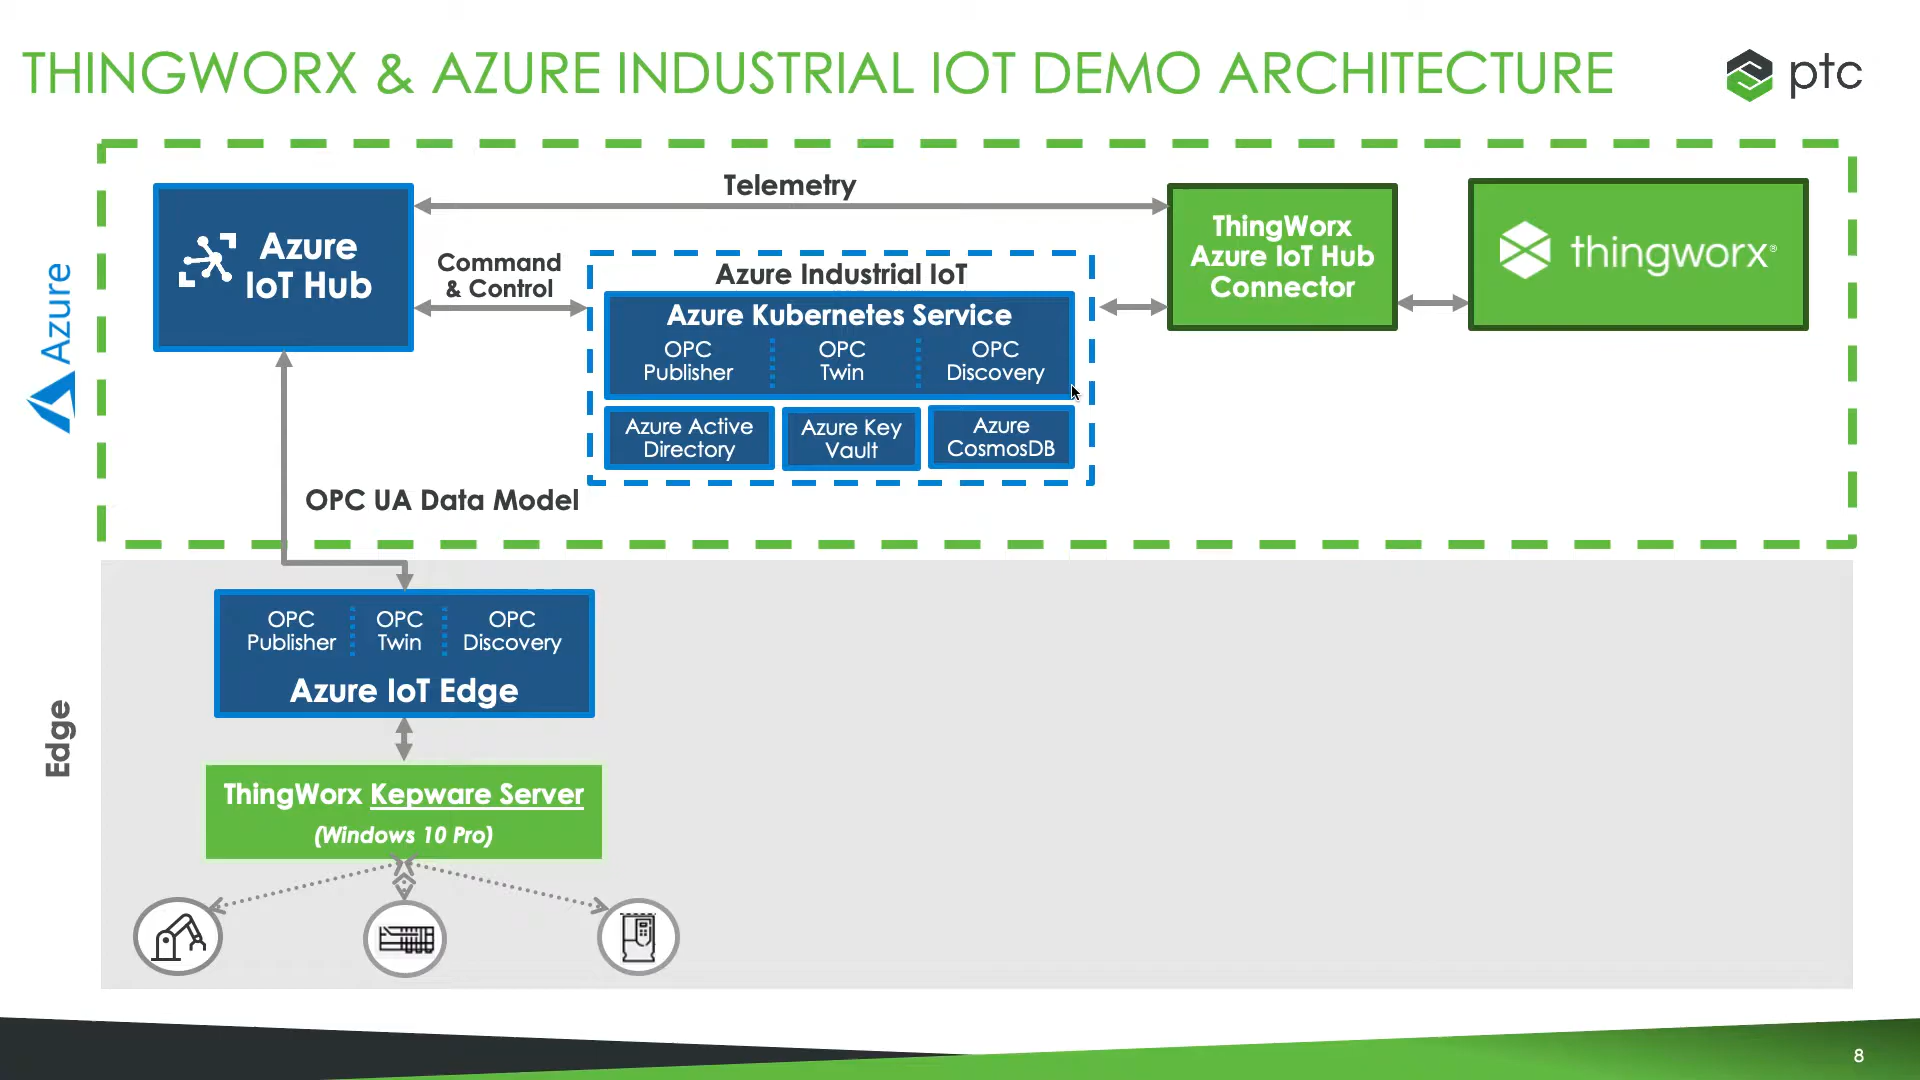 THINGWORX & AZURE INDUSTRIAL IOT DEMO ARCHITECTURE
ptc
Azure
Azure
IoT Hub
Telemetry
Command
& Control
Azure Industrial IoT
Azure Kubernetes Service
OPC
Publisher
OPC
Twin
OPC
Discovery
Azure Active
Directory
Azure Key
Vault
Azure
CosmosDB
ThingWorx
Azure IoT Hub
Connector
thingworx®
OPC UA Data Model
Edge
OPC
Publisher
OPC
Twin
OPC
Discovery
Azure IoT Edge
ThingWorx Kepware Server
(Windows 10 Pro)
8